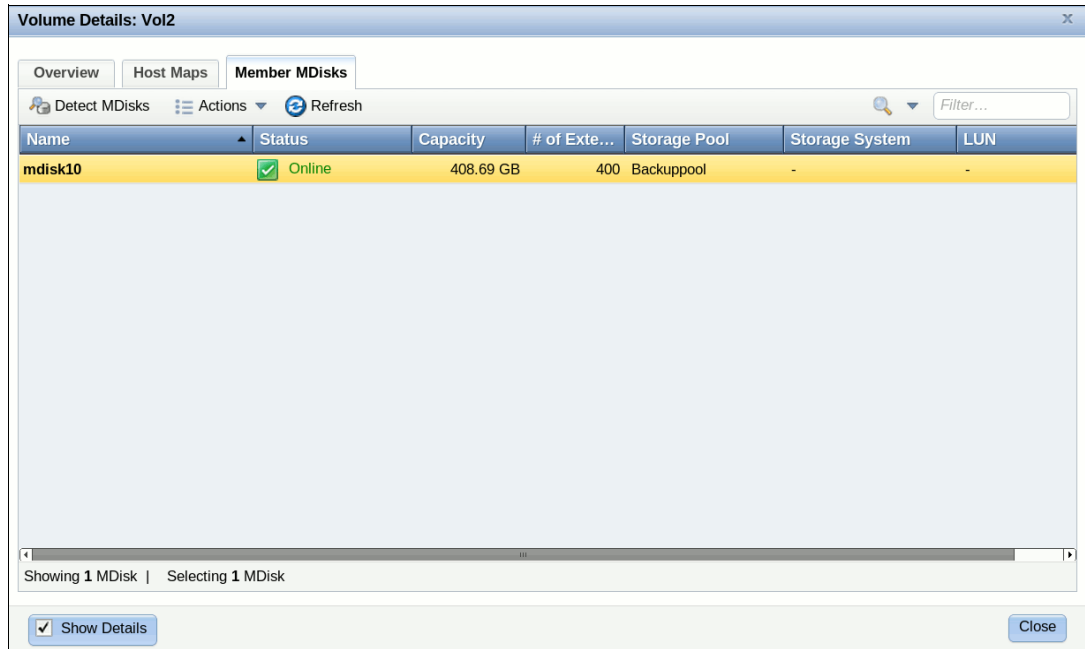 Volume Details: Vol2 x
Overview Host Maps Member MDisks
Detect MDisks Actions Refresh Filter...
Name Status Capacity # of Exte... Storage Pool Storage System LUN
mdisk10 Online 408.69 GB 400 Backuppool - -
Showing 1 MDisk | Selecting 1 MDisk
Show Details Close